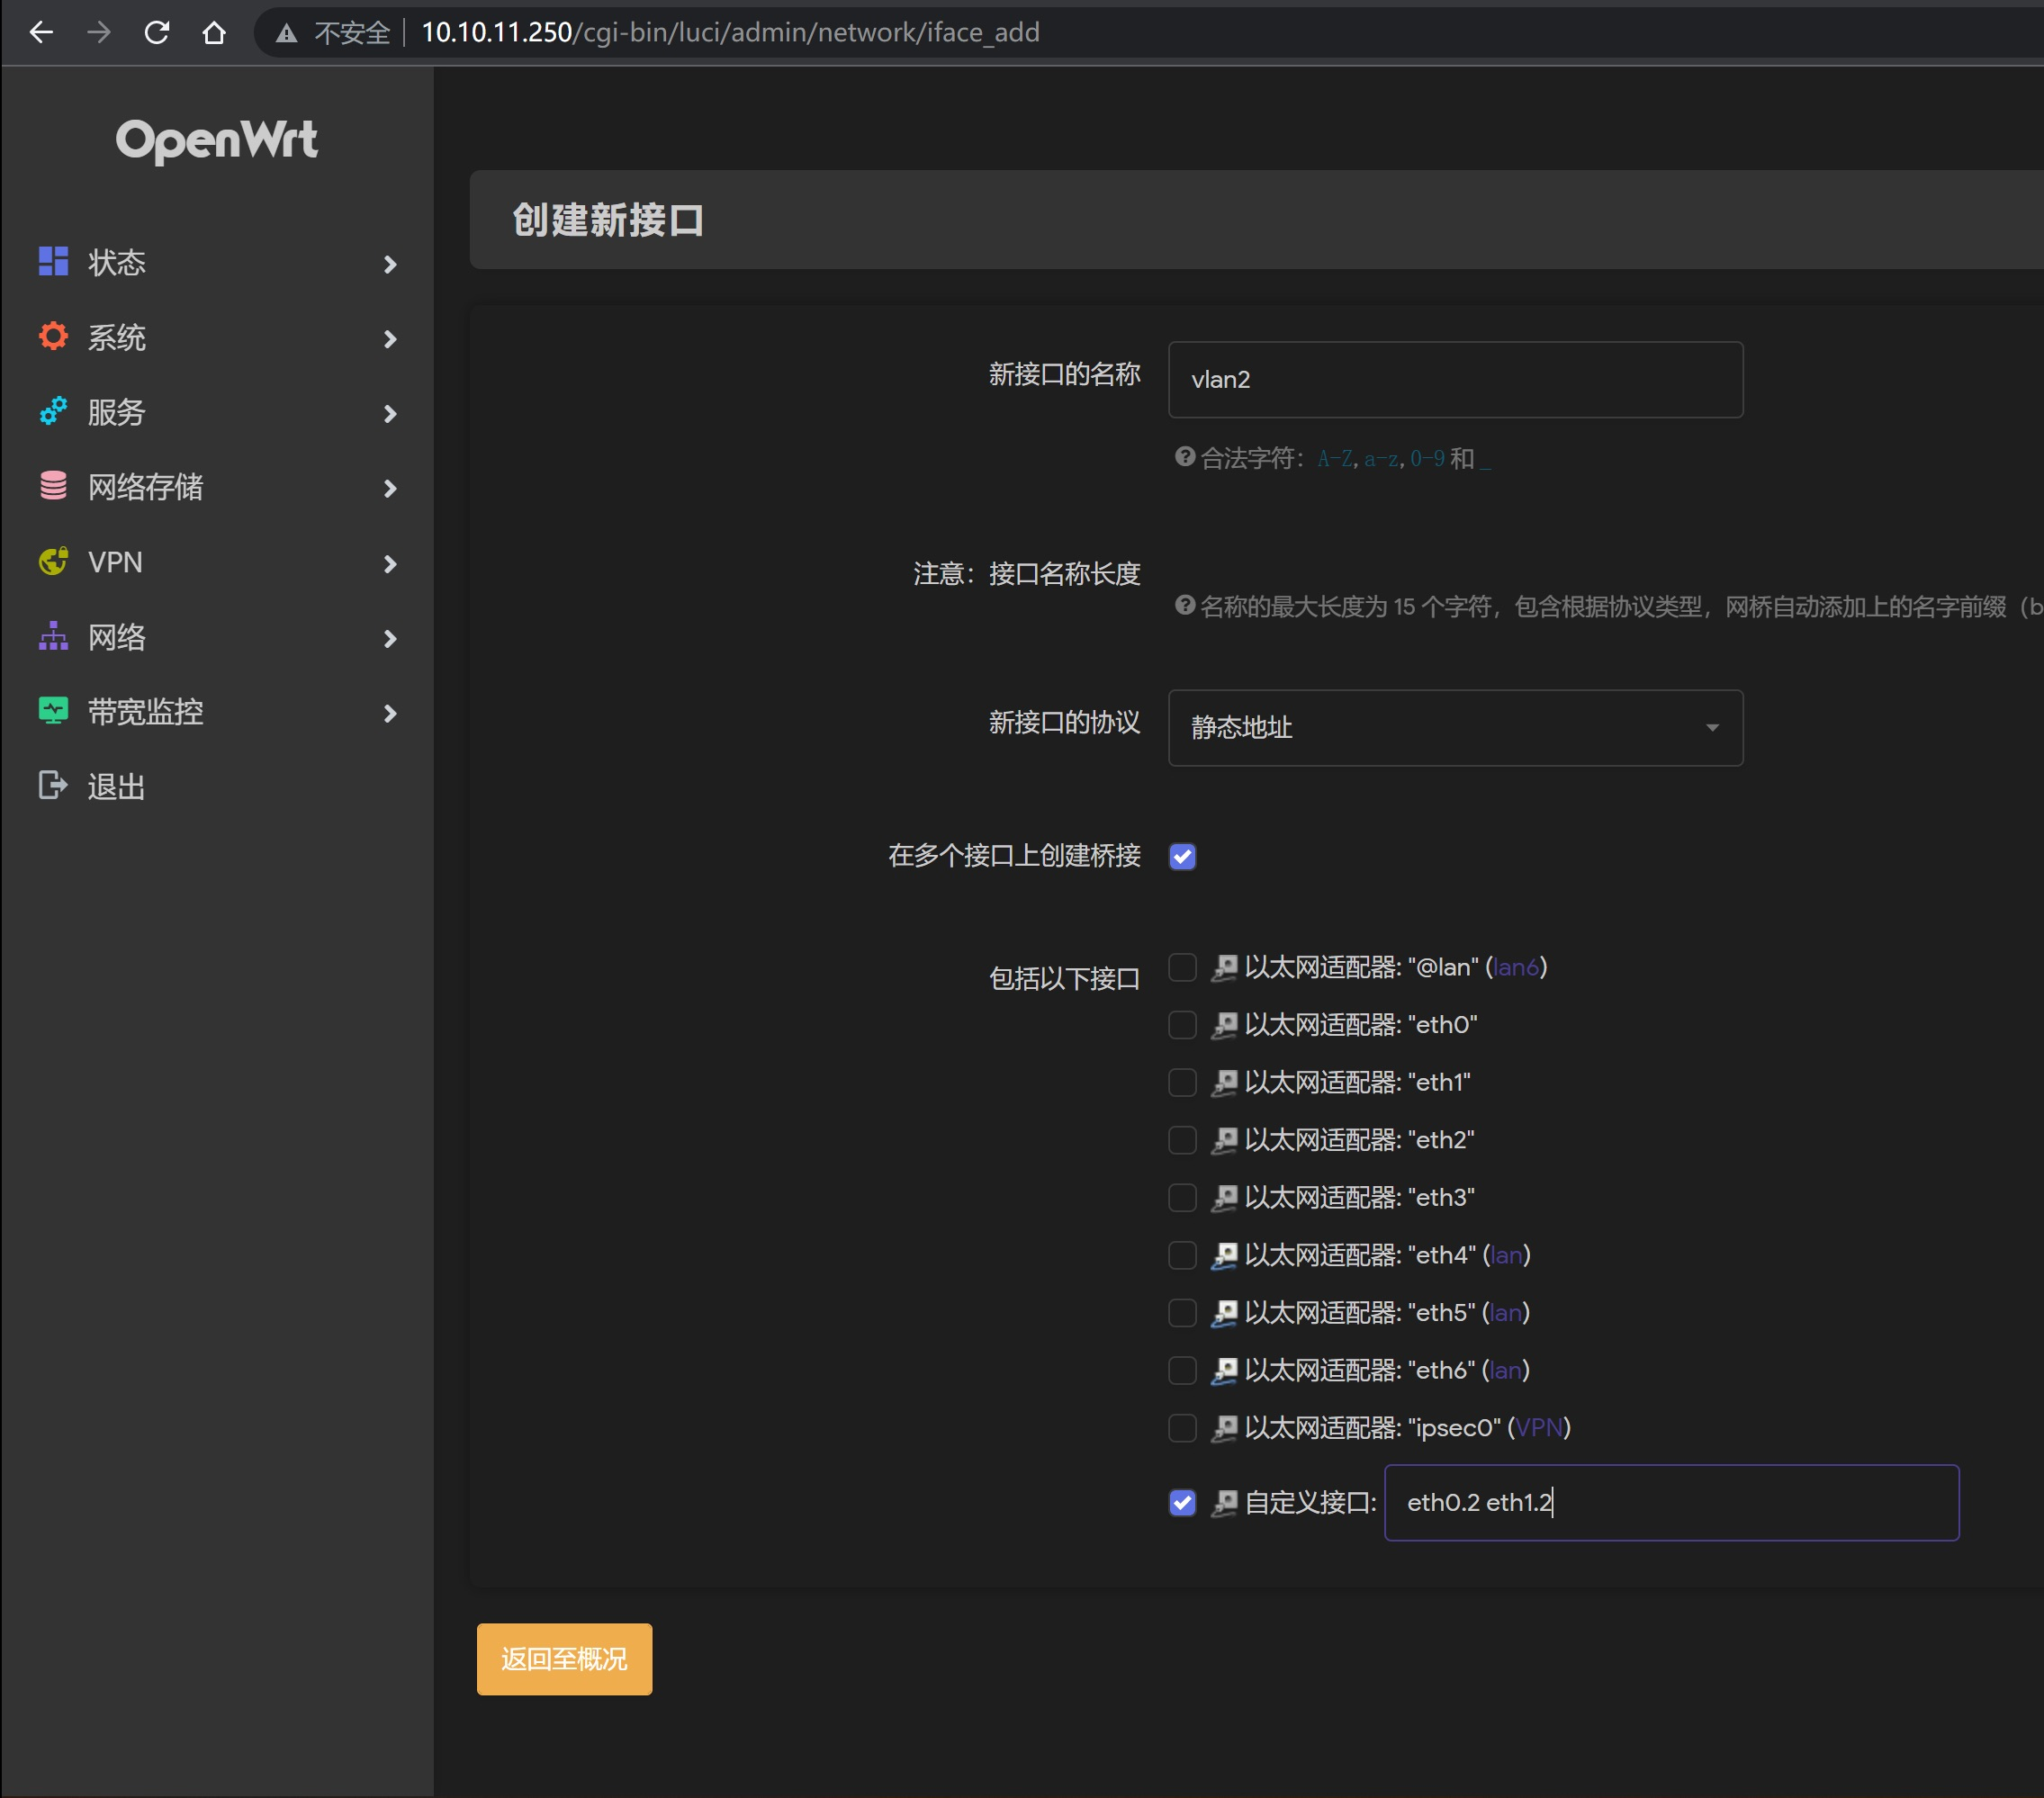 不安全 10.10.11.250/cgi-bin/luci/admin/network/iface_add
OpenWrt
状态
系统
服务
网络存储
VPN
网络
带宽监控
退出
创建新接口
新接口的名称 vlan2
合法字符：A-Z, a-z, 0-9 和 _
注意：接口名称长度
名称的最大长度为 15 个字符，包含根据协议类型，网桥自动添加上的名字前缀（b
新接口的协议 静态地址
在多个接口上创建桥接
包括以下接口
以太网适配器: "@lan" (lan6)
以太网适配器: "eth0"
以太网适配器: "eth1"
以太网适配器: "eth2"
以太网适配器: "eth3"
以太网适配器: "eth4" (lan)
以太网适配器: "eth5" (lan)
以太网适配器: "eth6" (lan)
以太网适配器: "ipsec0" (VPN)
自定义接口: eth0.2 eth1.2
返回至概况